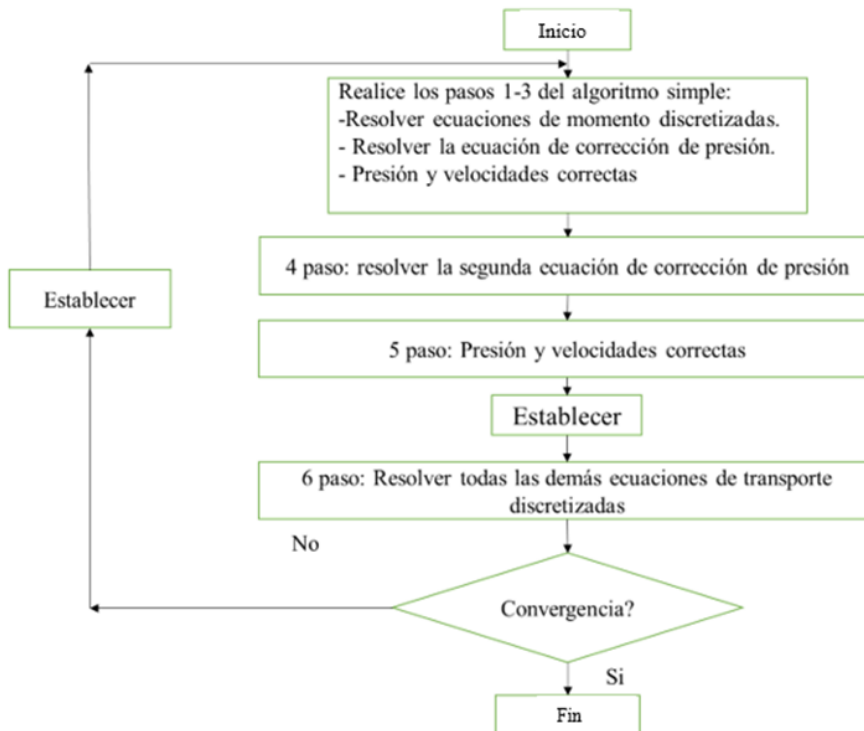 Inicio
Realice los pasos 1-3 del algoritmo simple:
-Resolver ecuaciones de momento discretizadas.
- Resolver la ecuación de corrección de presión.
- Presión y velocidades correctas
4 paso: resolver la segunda ecuación de corrección de presión
Establecer
5 paso: Presión y velocidades correctas
Establecer
6 paso: Resolver todas las demás ecuaciones de transporte
discretizadas
No
Convergencia?
Si
Fin